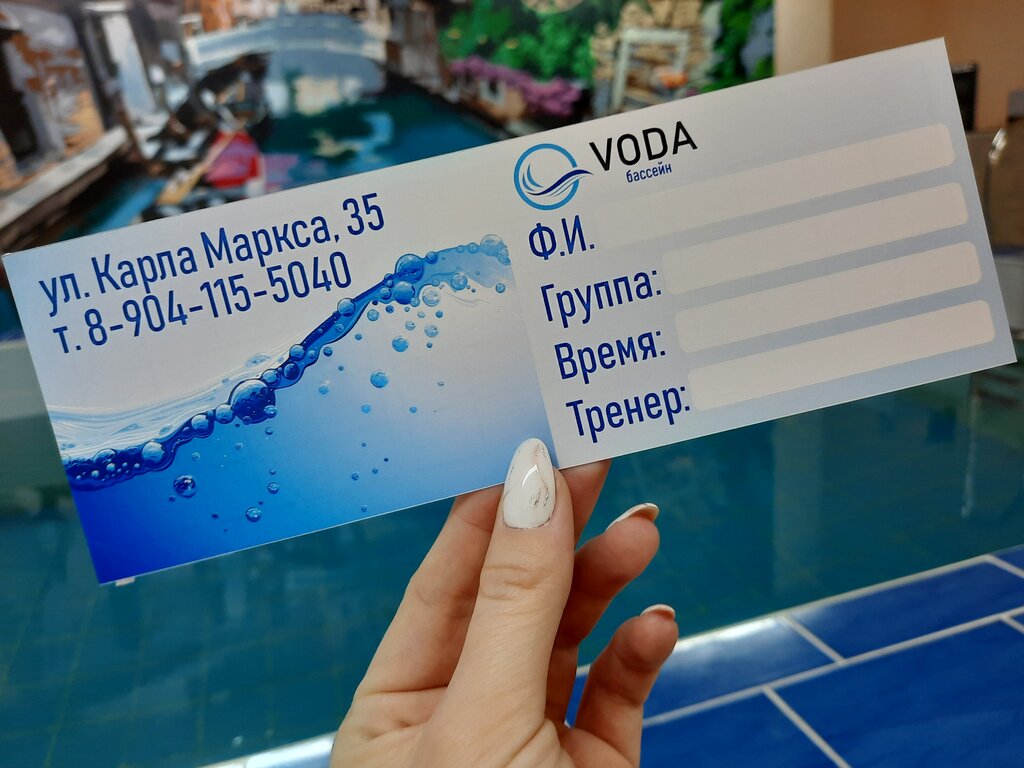 ул. Карла Маркса, 35
т. 8-904-115-5040
VODA
бассейн
Ф.И.
Группа:
Время:
Тренер: